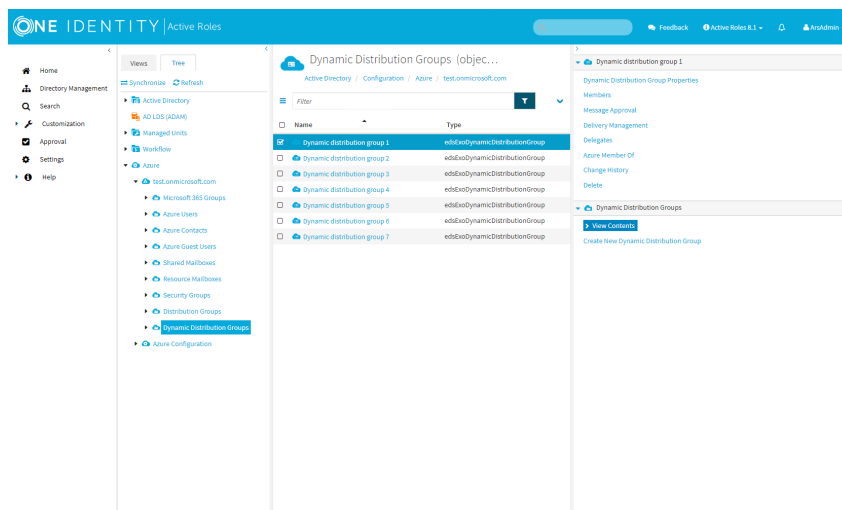 ONE IDENTITY Active Roles
Feedback
Active Roles 8.1
ArsAdmin
Home
Directory Management
Search
Customization
Approval
Settings
Help
Views
Tree
Synchronize
Refresh
Active Directory
AD LDS (ADAM)
Managed Units
Workflow
Azure
test.onmicrosoft.com
Microsoft 365 Groups
Azure Users
Azure Contacts
Azure Guest Users
Shared Mailboxes
Resource Mailboxes
Security Groups
Distribution Groups
Dynamic Distribution Groups
Azure Configuration
Dynamic Distribution Groups (objec...
Active Directory / Configuration / Azure / test.onmicrosoft.com
Filter
Name Type
Dynamic distribution group 1 edsExoDynamicDistributionGroup
Dynamic distribution group 2 edsExoDynamicDistributionGroup
Dynamic distribution group 3 edsExoDynamicDistributionGroup
Dynamic distribution group 4 edsExoDynamicDistributionGroup
Dynamic distribution group 5 edsExoDynamicDistributionGroup
Dynamic distribution group 6 edsExoDynamicDistributionGroup
Dynamic distribution group 7 edsExoDynamicDistributionGroup
Dynamic distribution group 1
Dynamic Distribution Group Properties
Members
Message Approval
Delivery Management
Delegates
Azure Member Of
Change History
Delete
Dynamic Distribution Groups
View Contents
Create New Dynamic Distribution Group